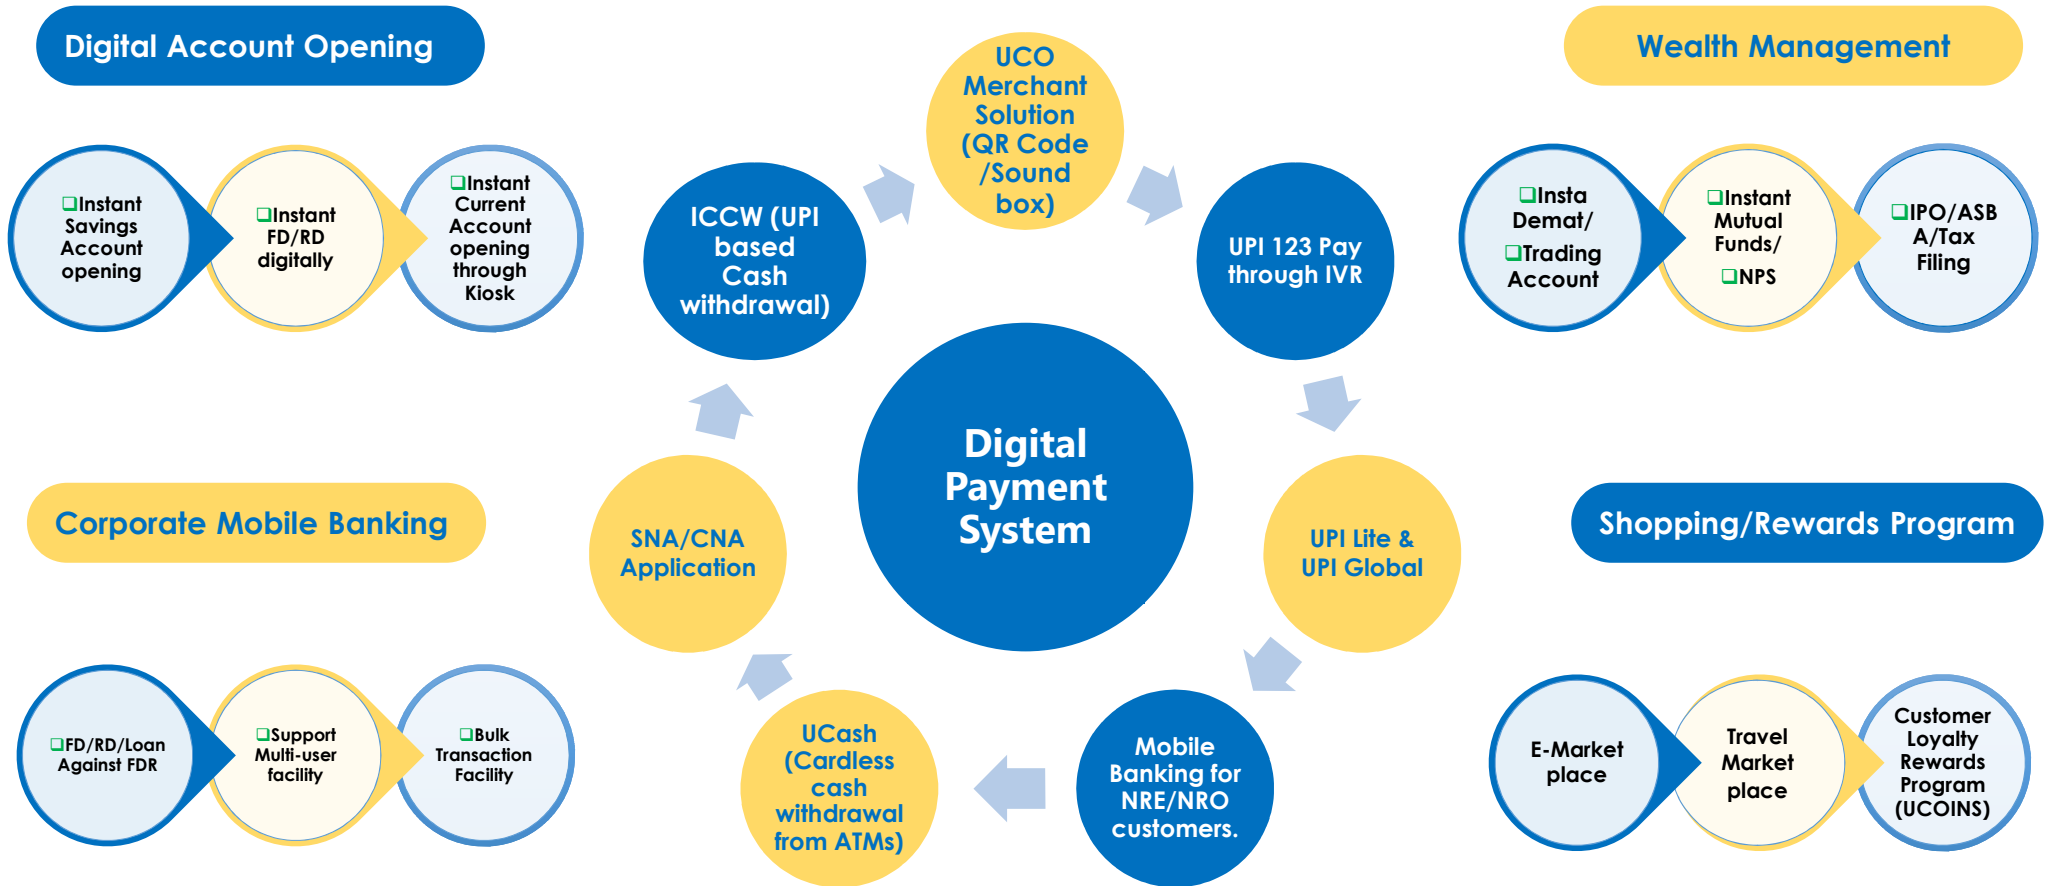 Digital Account Opening
❑Instant
Savings
Account
opening
❑Instant
FD/RD
digitally
❑Instant
Current
Account
opening
through
Kiosk
Corporate Mobile Banking
❑FD/RD/Loan
Against FDR
❑Support
Multi-user
facility
❑Bulk
Transaction
Facility
UCO
Merchant
Solution
(QR Code
/Sound
box)
UPI 123 Pay
through IVR
UPI Lite &
UPI Global
Mobile
Banking for
NRE/NRO
customers.
UCash
(Cardless
cash
withdrawal
from ATMs)
SNA/CNA
Application
ICCW (UPI
based
Cash
withdrawal)
Digital
Payment
System
Wealth Management
❑Insta
Demat/
❑Trading
Account
❑Instant
Mutual
Funds/
❑NPS
❑IPO/ASB
A/Tax
Filing
Shopping/Rewards Program
E-Market
place
Travel
Market
place
Customer
Loyalty
Rewards
Program
(UCOINS)